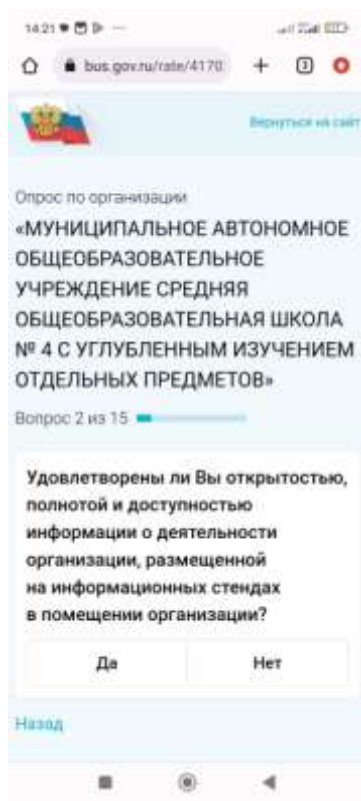 14:21
bus.gov.ru/rate/4170
3
Вернуться на сайт
Опрос по организации
«МУНИЦИПАЛЬНОЕ АВТОНОМНОЕ
ОБЩЕОБРАЗОВАТЕЛЬНОЕ
УЧРЕЖДЕНИЕ СРЕДНЯЯ
ОБЩЕОБРАЗОВАТЕЛЬНАЯ ШКОЛА
№ 4 С УГЛУБЛЕННЫМ ИЗУЧЕНИЕМ
ОТДЕЛЬНЫХ ПРЕДМЕТОВ»
Вопрос 2 из 15
Удовлетворены ли Вы открытостью,
полнотой и доступностью
информации о деятельности
организации, размещенной
на информационных стендах
в помещении организации?
Да
Нет
Назад